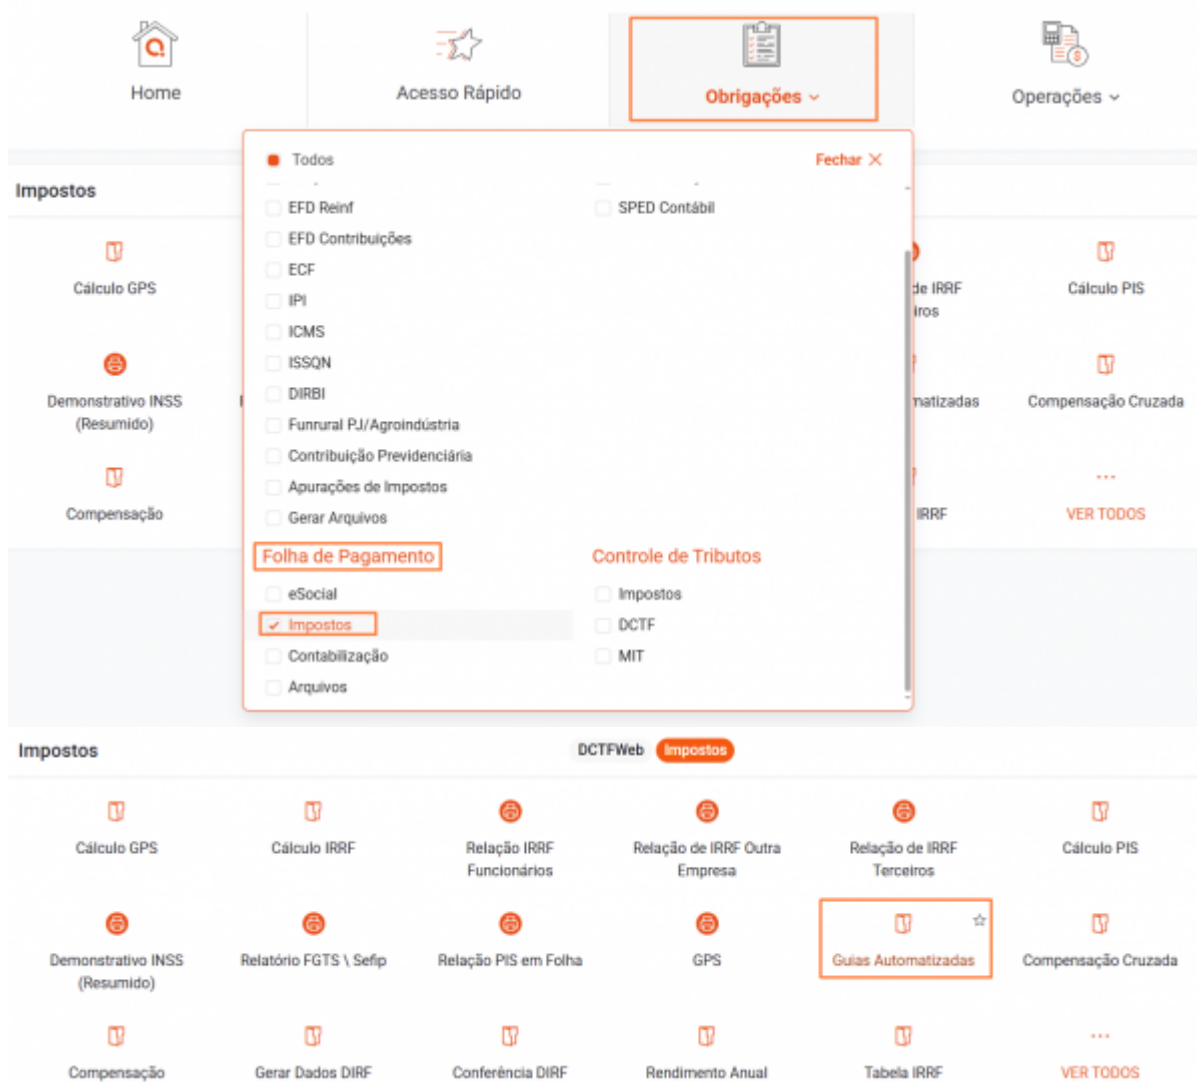 Home
Acesso Rápido
Obrigações
Operações
Todos
Fechar
Impostos
EFD Reinf
SPED Contábil
EFD Contribuições
ECF
IPI
ICMS
ISSQN
DIRBI
Funrural PJ/Agroindústria
Contribuição Previdenciária
Apurações de Impostos
Gerar Arquivos
Folha de Pagamento
Controle de Tributos
eSocial
Impostos
Impostos
DCTF
Contabilização
MIT
Arquivos
Cálculo GPS
de IRRF
iros
Cálculo PIS
Demonstrativo INSS
(Resumido)
matizadas
Compensação Cruzada
Compensação
IRRF
VER TODOS
Impostos
DCTFWeb
Impostos
Cálculo GPS
Cálculo IRRF
Relação IRRF
Funcionários
Relação de IRRF Outra
Empresa
Relação de IRRF
Terceiros
Cálculo PIS
Demonstrativo INSS
(Resumido)
Relatório FGTS \ Sefip
Relação PIS em Folha
GPS
Guias Automatizadas
Compensação Cruzada
Compensação
Gerar Dados DIRF
Conferência DIRF
Rendimento Anual
Tabela IRRF
VER TODOS